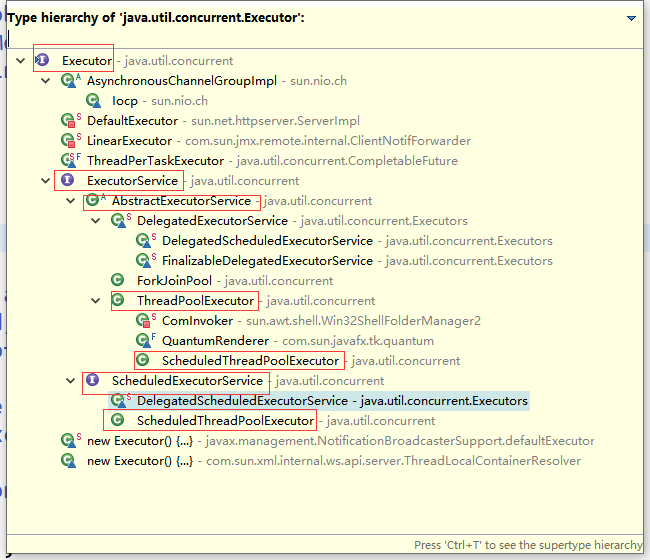 Type hierarchy of 'java.util.concurrent.Executor':
I Executor - java.util.concurrent
C A AsynchronousChannelGroupImpl - sun.nio.ch
C Iocp - sun.nio.ch
C S DefaultExecutor - sun.net.httpserver.ServerImpl
C S LinearExecutor - com.sun.jmx.remote.internal.ClientNotifForwarder
C S F ThreadPerTaskExecutor - java.util.concurrent.CompletableFuture
I ExecutorService - java.util.concurrent
C A AbstractExecutorService - java.util.concurrent
C S DelegatedExecutorService - java.util.concurrent.Executors
C S DelegatedScheduledExecutorService - java.util.concurrent.Executors
C S FinalizableDelegatedExecutorService - java.util.concurrent.Executors
C ForkJoinPool - java.util.concurrent
C ThreadPoolExecutor - java.util.concurrent
C S ComInvoker - sun.awt.shell.Win32ShellFolderManager2
C F QuantumRenderer - com.sun.javafx.tk.quantum
C ScheduledThreadPoolExecutor - java.util.concurrent
I ScheduledExecutorService - java.util.concurrent
C S DelegatedScheduledExecutorService - java.util.concurrent.Executors
C ScheduledThreadPoolExecutor - java.util.concurrent
C S new Executor() {...} - javax.management.NotificationBroadcasterSupport.defaultExecutor
C new Executor() {...} - com.sun.xml.internal.ws.api.server.ThreadLocalContainerResolver
Press 'Ctrl+T' to see the supertype hierarchy